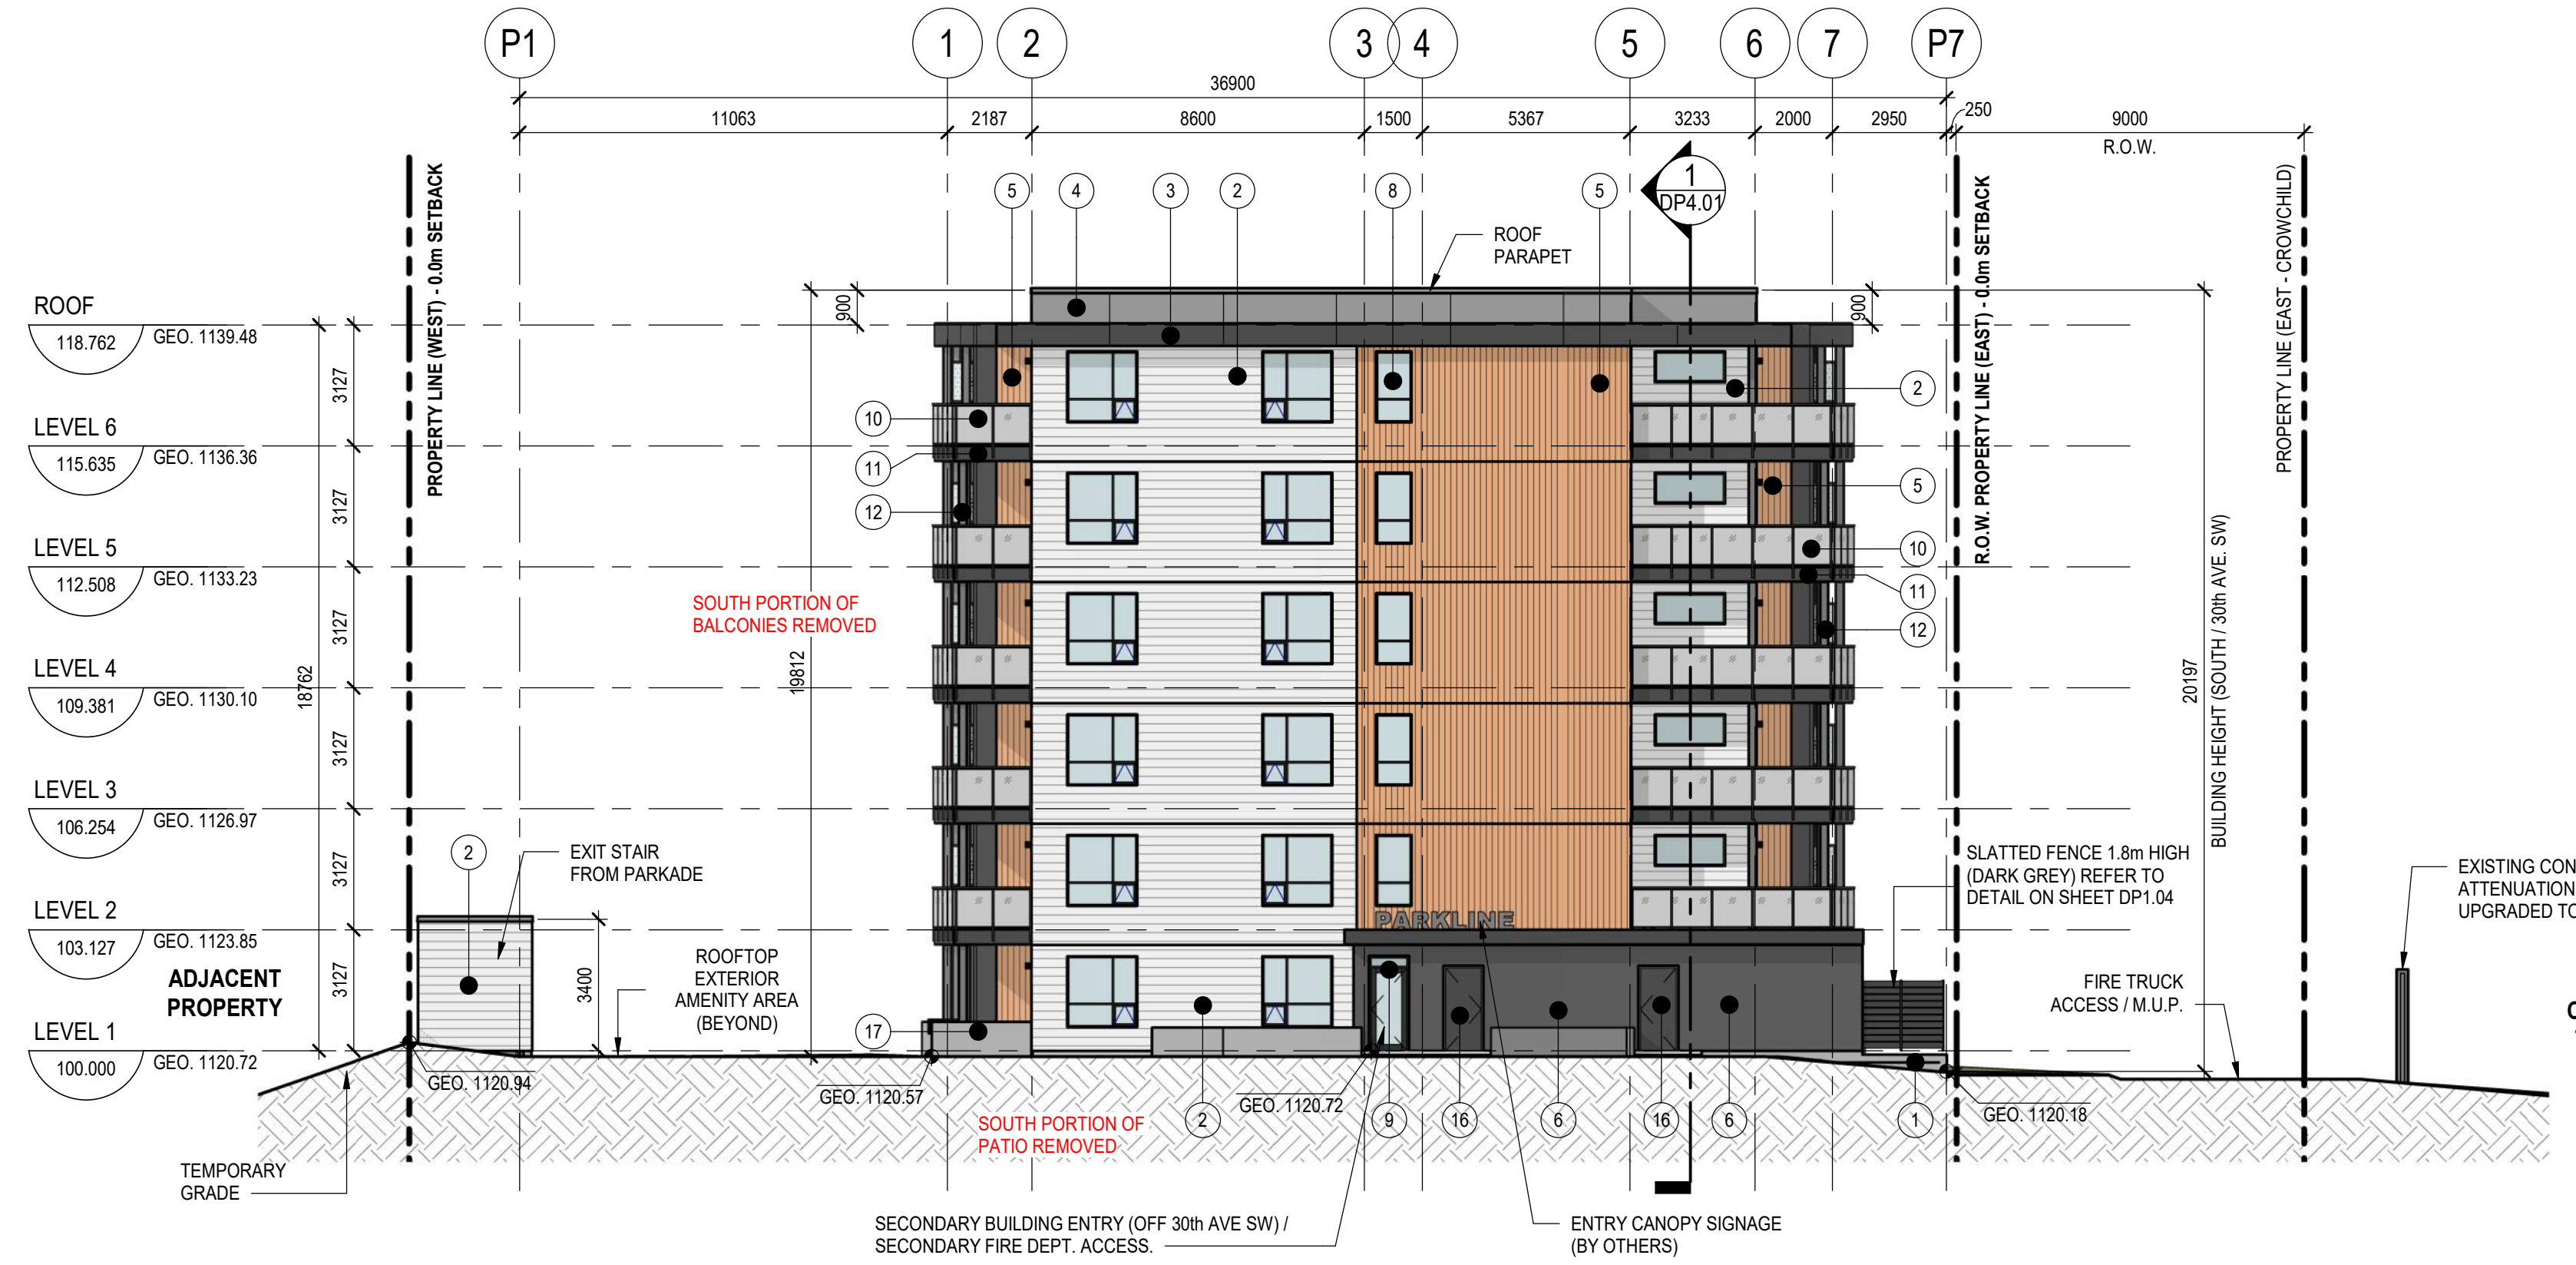 P1
1
2
3
4
5
6
7
P7
36900
11063
2187
8600
1500
5367
3233
2000
2950
250
9000
R.O.W.
PROPERTY LINE (WEST) - 0.0m SETBACK
R.O.W. PROPERTY LINE (EAST) - 0.0m SETBACK
PROPERTY LINE (EAST - CROWCHILD)
5
4
3
2
8
5
1
DP4.01
ROOF
PARAPET
900
900
ROOF
118.762
GEO. 1139.48
3127
LEVEL 6
115.635
GEO. 1136.36
3127
LEVEL 5
112.508
GEO. 1133.23
3127
LEVEL 4
109.381
GEO. 1130.10
3127
LEVEL 3
106.254
GEO. 1126.97
3127
LEVEL 2
103.127
GEO. 1123.85
3127
LEVEL 1
100.000
GEO. 1120.72
18762
19812
10
11
12
2
5
10
11
12
SOUTH PORTION OF
BALCONIES REMOVED
20197
BUILDING HEIGHT (SOUTH / 30th AVE. SW)
2
EXIT STAIR
FROM PARKADE
3400
ADJACENT
PROPERTY
ROOFTOP
EXTERIOR
AMENITY AREA
(BEYOND)
17
PARKLINE
SLATTED FENCE 1.8m HIGH
(DARK GREY) REFER TO
DETAIL ON SHEET DP1.04
EXISTING CON
ATTENUATION
UPGRADED TO
FIRE TRUCK
ACCESS / M.U.P.
GEO. 1120.94
GEO. 1120.57
GEO. 1120.72
GEO. 1120.18
2
9
16
6
16
6
1
SOUTH PORTION OF
PATIO REMOVED
TEMPORARY
GRADE
SECONDARY BUILDING ENTRY (OFF 30th AVE SW) /
SECONDARY FIRE DEPT. ACCESS.
ENTRY CANOPY SIGNAGE
(BY OTHERS)